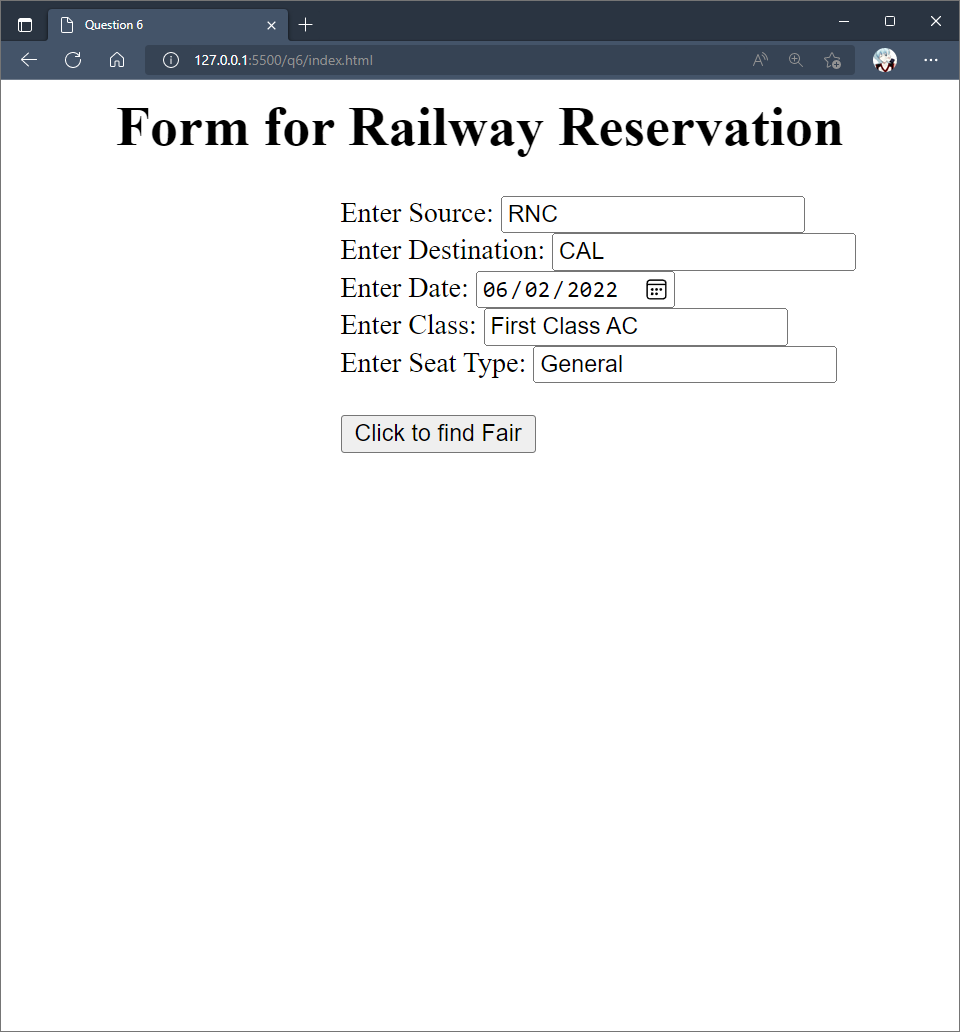 Question 6
127.0.0.1:5500/q6/index.html
Form for Railway Reservation
Enter Source: RNC
Enter Destination: CAL
Enter Date: 06/02/2022
Enter Class: First Class AC
Enter Seat Type: General
Click to find Fair